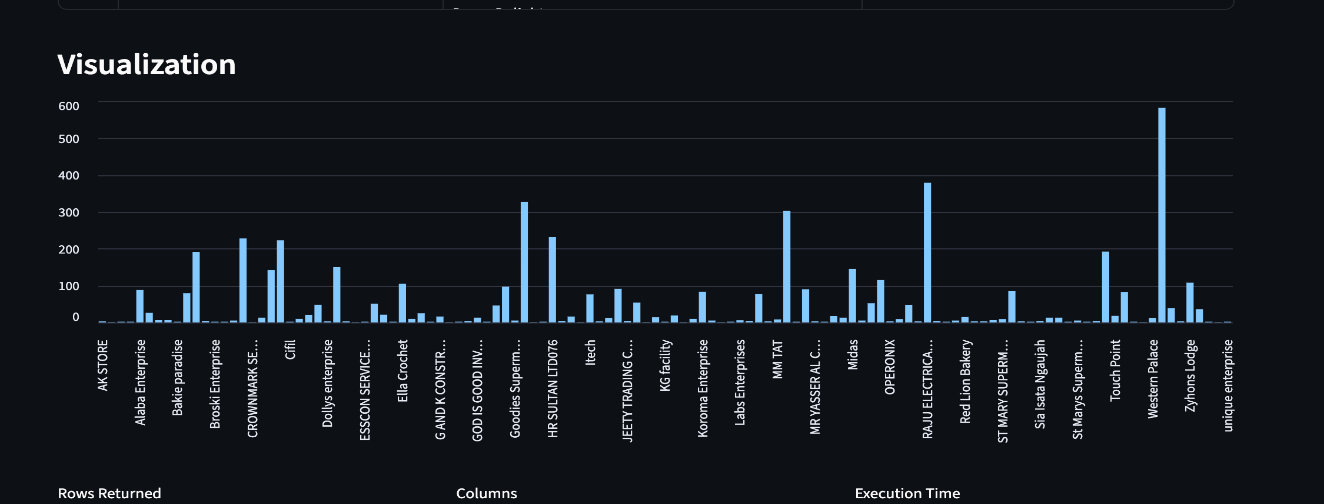 Visualization
600
500
400
300
200
100
0
AK STORE
Alaba Enterprise
Bakie paradise
Broski Enterprise
CROWNMARK SE...
Cifil
Dollys enterprise
ESSCON SERVICE...
Ella Crochet
G AND K CONSTR...
GOD IS GOOD INV...
Goodies Superm...
HR SULTAN LTD076
Itech
JEETY TRADING C...
KG facility
Koroma Enterprise
Labs Enterprises
MM TAT
MR YASSER AL C...
Midas
OPERONIX
RAJU ELECTRICA...
Red Lion Bakery
ST MARY SUPERM...
Sia Isata Ngaujah
St Marys Superm...
Touch Point
Western Palace
Zyhons Lodge
unique enterprise
Rows Returned Columns Execution Time